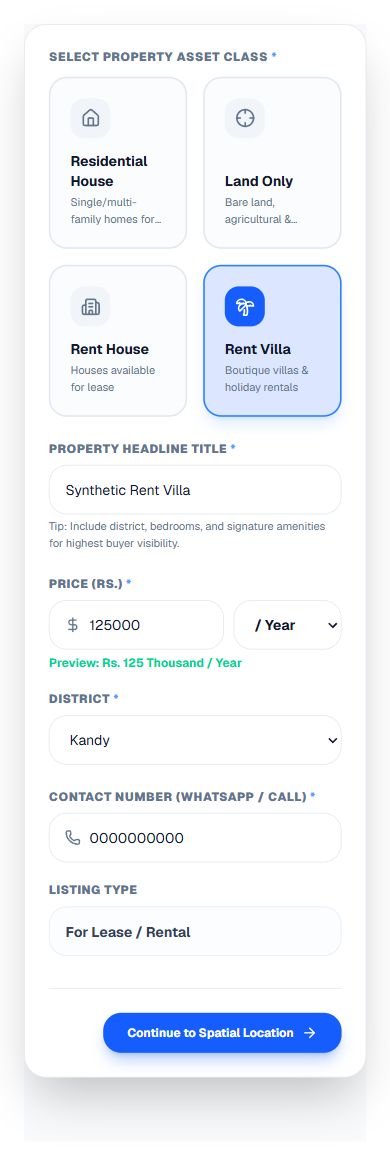 SELECT PROPERTY ASSET CLASS *
Residential
House
Single/multi-
family homes for...
Land Only
Bare land,
agricultural &...
Rent House
Houses available
for lease
Rent Villa
Boutique villas &
holiday rentals
PROPERTY HEADLINE TITLE *
Synthetic Rent Villa
Tip: Include district, bedrooms, and signature amenities
for highest buyer visibility.
PRICE (RS.) *
$ 125000
/ Year
Preview: Rs. 125 Thousand / Year
DISTRICT *
Kandy
CONTACT NUMBER (WHATSAPP / CALL) *
0000000000
LISTING TYPE
For Lease / Rental
Continue to Spatial Location →